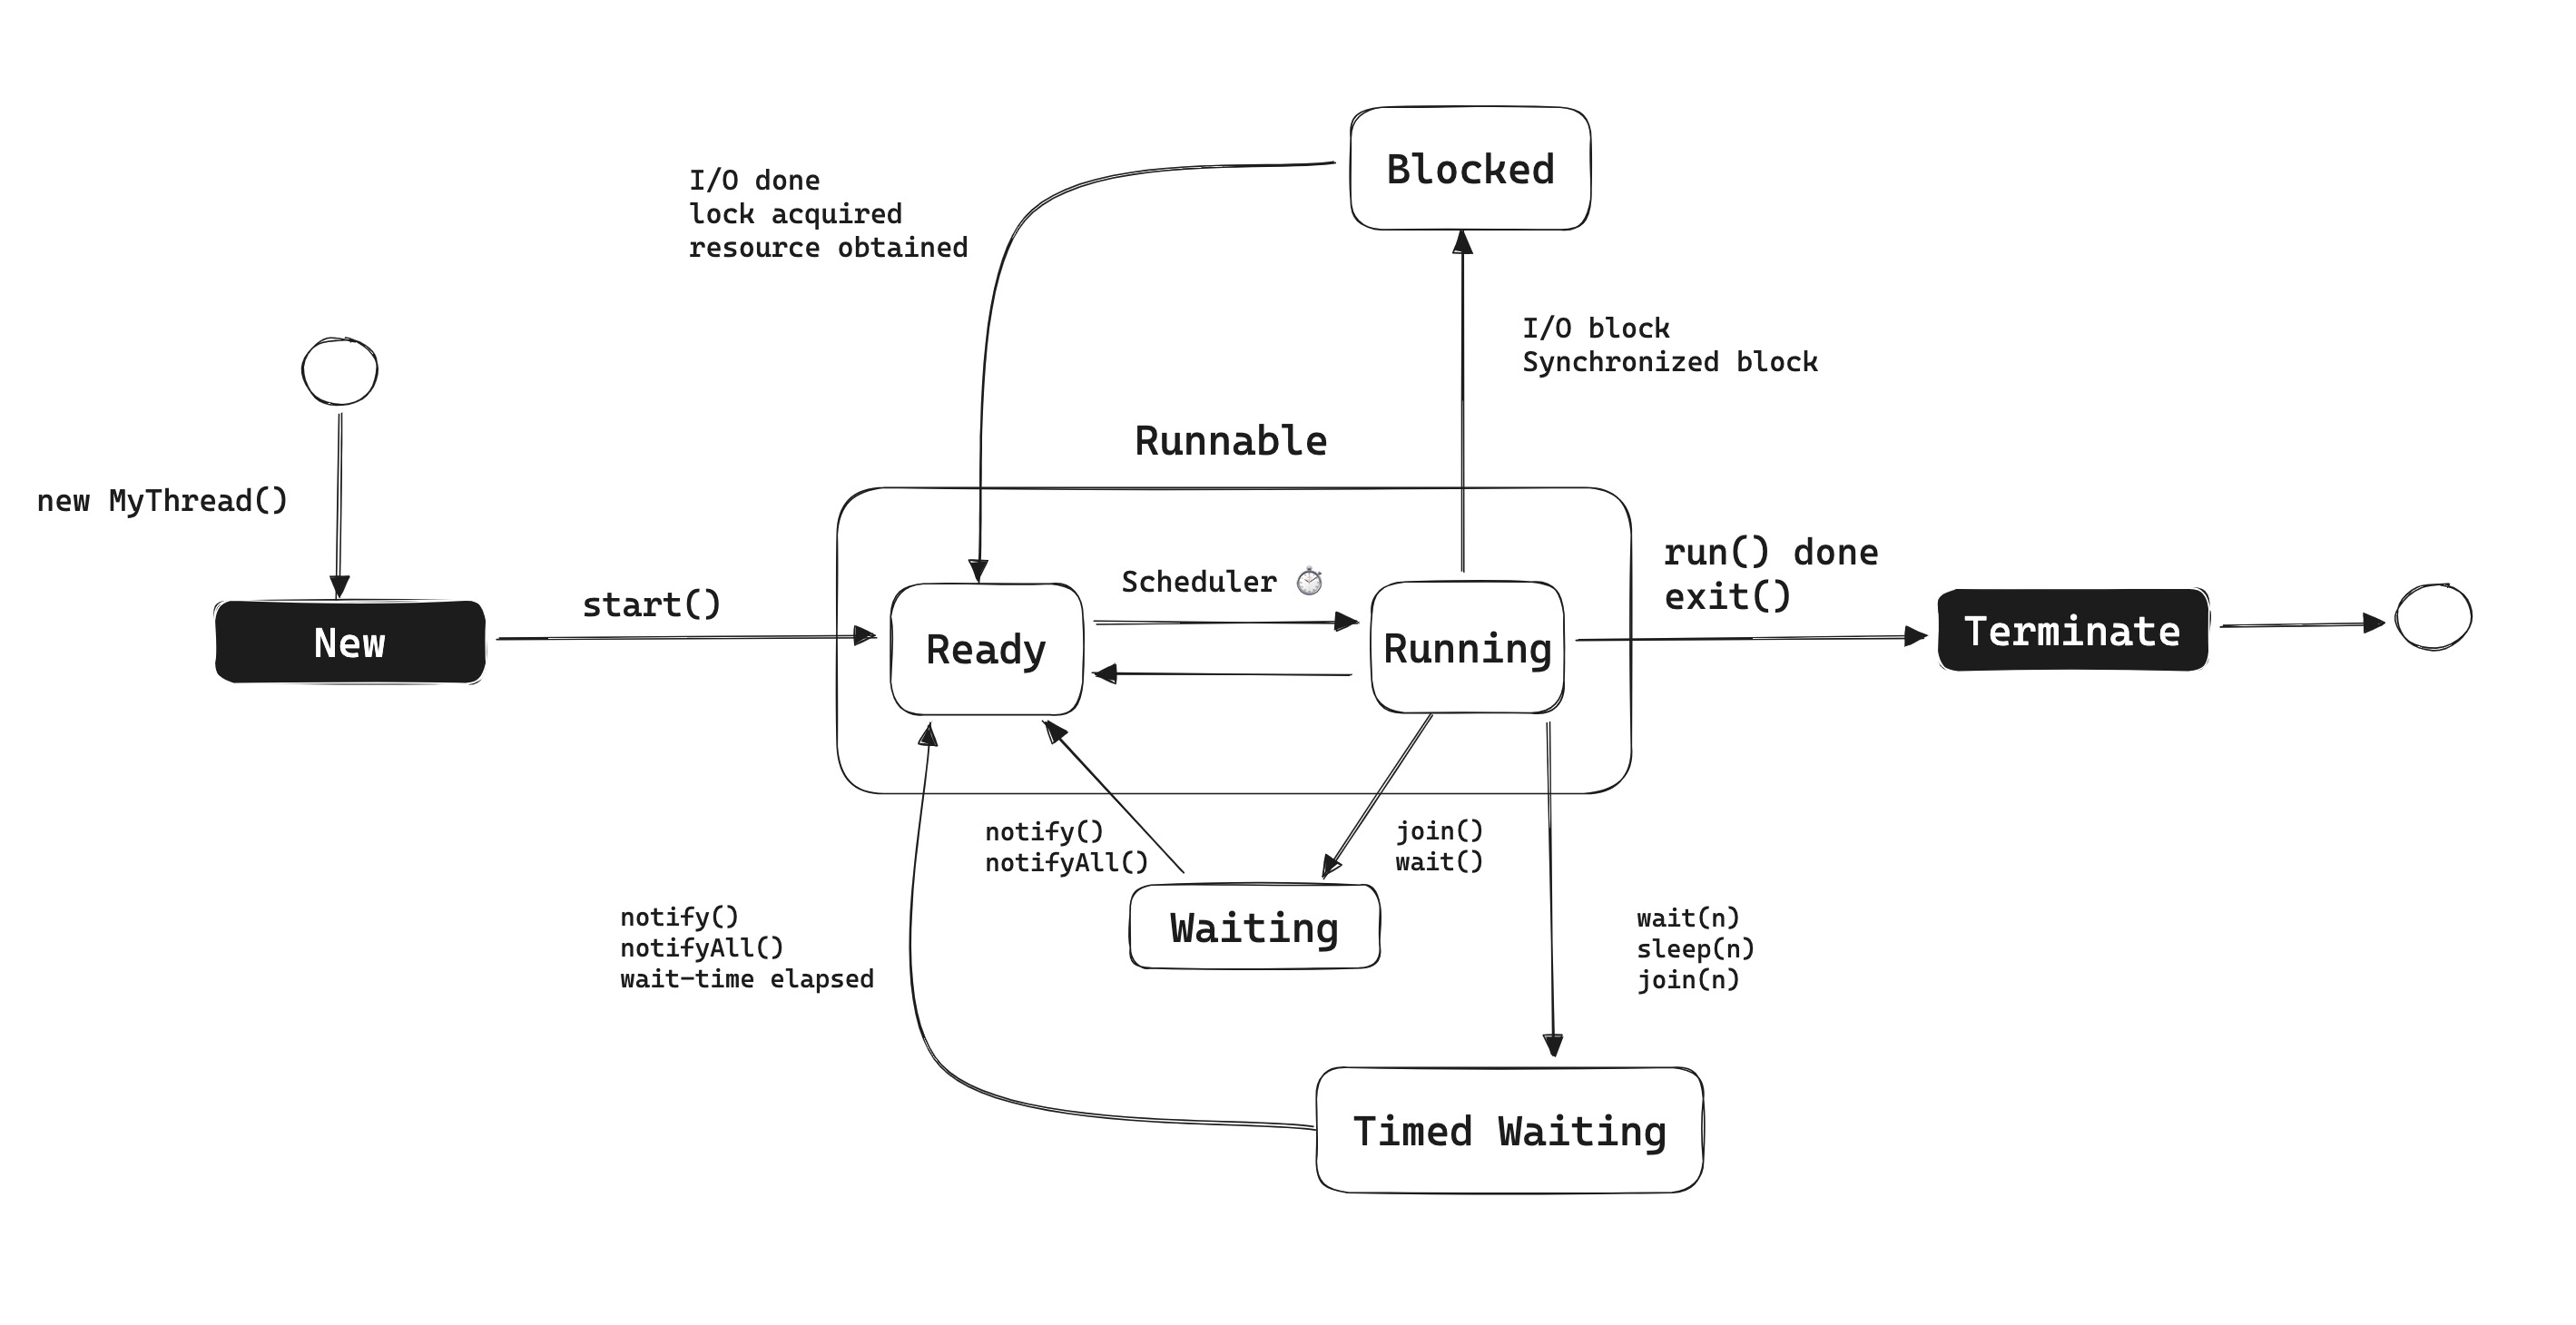 Blocked
I/O done
lock acquired
resource obtained
I/O block
Synchronized block
Runnable
new MyThread()
run() done
exit()
Scheduler ⏱
start()
New
Ready
Running
Terminate
notify()
notifyAll()
join()
wait()
Waiting
notify()
notifyAll()
wait-time elapsed
wait(n)
sleep(n)
join(n)
Timed Waiting